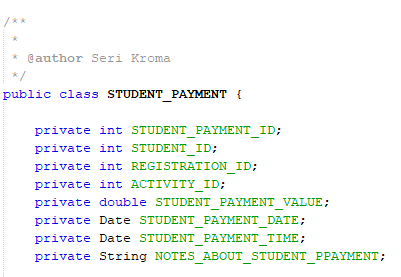 /**
*
* @author Seri Kroma
*/
public class STUDENT_PAYMENT {
private int STUDENT_PAYMENT_ID;
private int STUDENT_ID;
private int REGISTRATION_ID;
private int ACTIVITY_ID;
private double STUDENT_PAYMENT_VALUE;
private Date STUDENT_PAYMENT_DATE;
private Date STUDENT_PAYMENT_TIME;
private String NOTES_ABOUT_STUDENT_PPAYMENT;